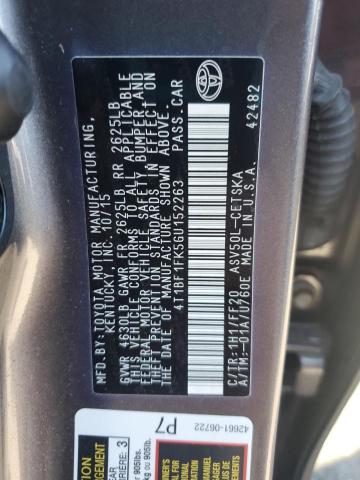 TOYOTA MOTOR MANUFACTURING,
KENTUCKY, INC. 10/15
GVWR 4630LB GAWR FR 2625LB RR 2625LB
THIS VEHICLE CONFORMS TO ALL APPLICABLE
FEDERAL MOTOR VEHICLE SAFETY, BUMPER, AND
THEFT PREVENTION STANDARDS IN EFFECT ON
THE DATE OF MANUFACTURE SHOWN ABOVE.
4T1BF1FK5GU152263 PASS.CAR
C/TR:1H1/FF20 ASV50L-CETSKA
A/TM:-01A/U760E MADE IN U.S.A.
42482
TOYOTA
42661-06722
P7